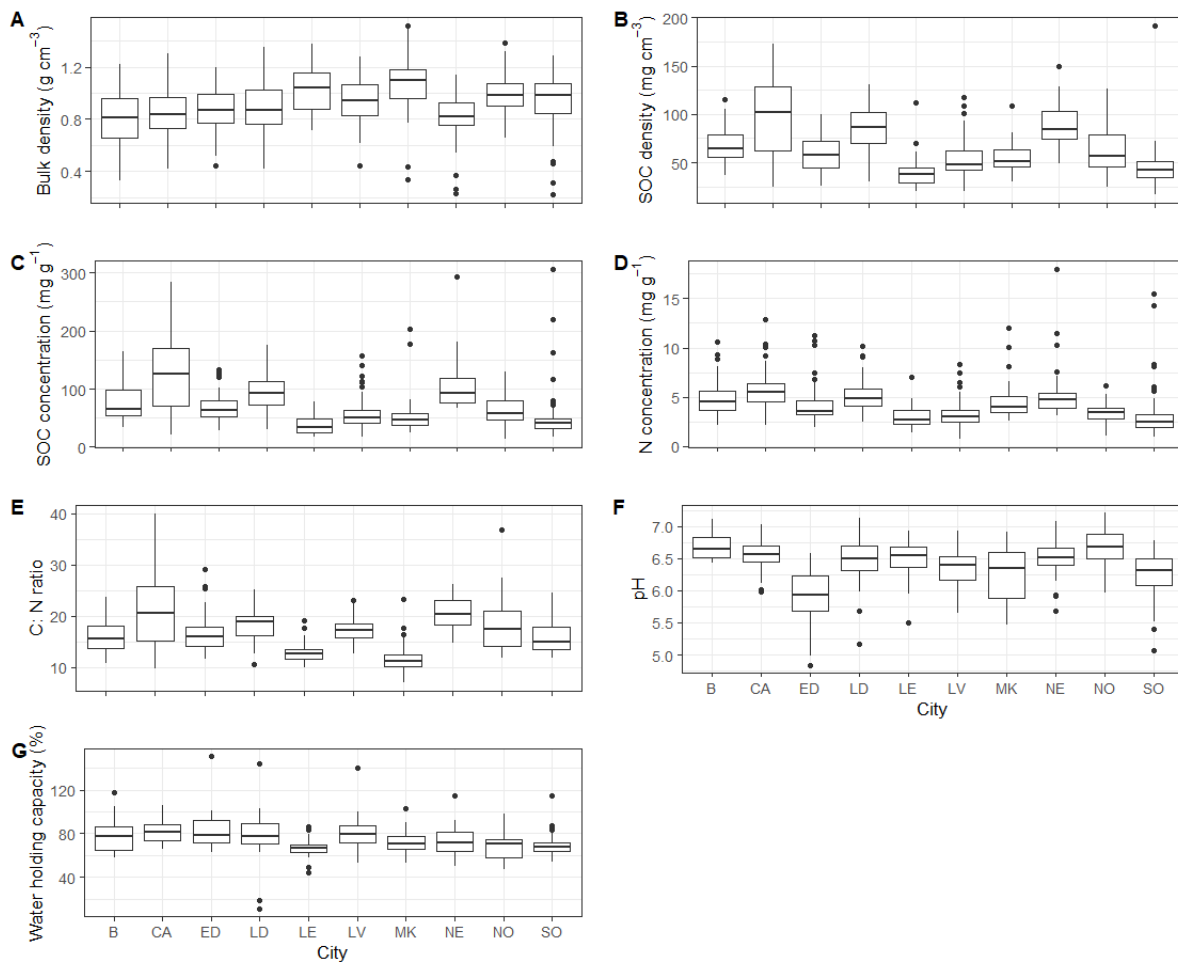 A
Bulk density (g cm⁻³)
1.2
0.8
0.4
B
SOC density (mg cm⁻³)
200
150
100
50
C
SOC concentration (mg g⁻¹)
300
200
100
0
D
N concentration (mg g⁻¹)
15
10
5
0
E
C: N ratio
40
30
20
10
F
pH
7.0
6.5
6.0
5.5
5.0
B CA ED LD LE LV MK NE NO SO
City
G
Water holding capacity (%)
120
80
40
B CA ED LD LE LV MK NE NO SO
City